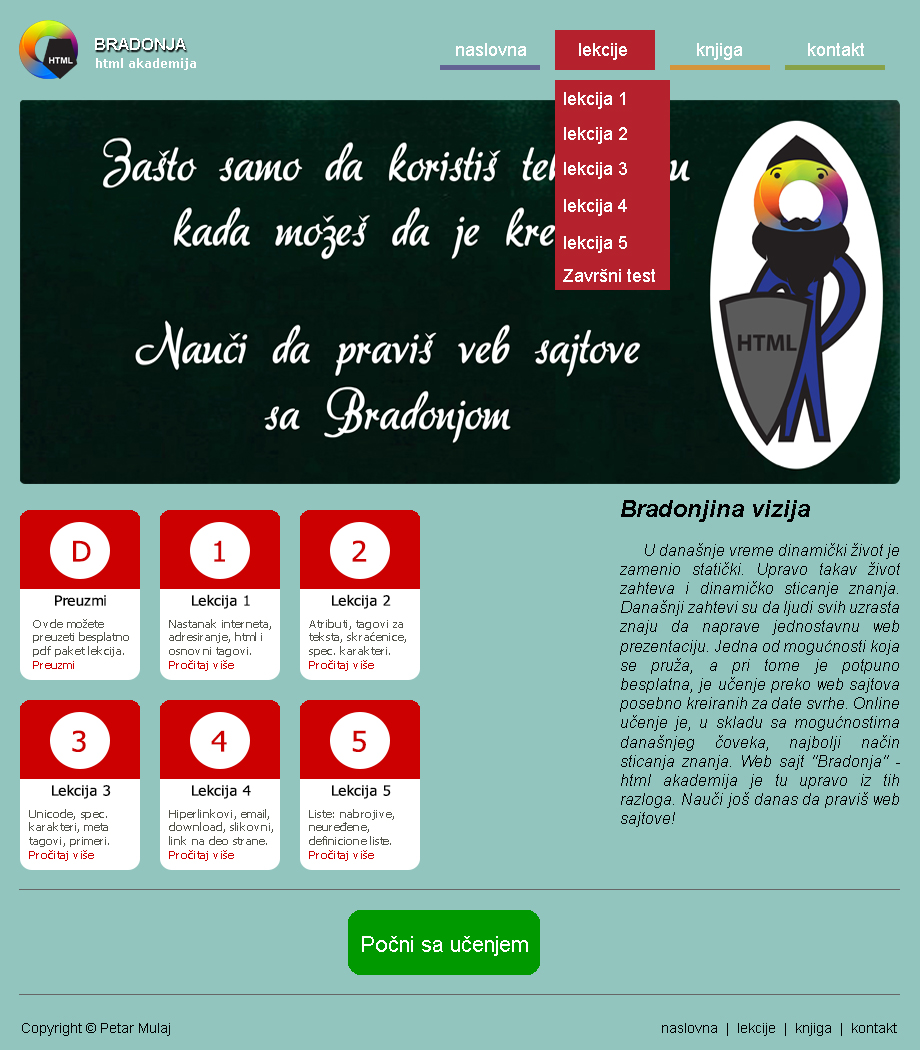 HTML
BRADONJA
html akademija
naslovna
lekcije
knjiga
kontakt
lekcija 1
lekcija 2
lekcija 3
lekcija 4
lekcija 5
Završni test
Zašto samo da koristiš
kada možeš da je
Nauči da praviš veb sajtove
sa Bradonjom
HTML
D
Preuzmi
Ovde možete
preuzeti besplatno
pdf paket lekcija.
Preuzmi
1
Lekcija 1
Nastanak interneta,
adresiranje, html i
osnovni tagovi.
Pročitaj više
2
Lekcija 2
Atributi, tagovi za
teksta, skraćenice,
spec. karakteri.
Pročitaj više
3
Lekcija 3
Unicode, spec.
karakteri, meta
tagovi, primeri.
Pročitaj više
4
Lekcija 4
Hiperlinkovi, email,
download, slikovni,
link na deo strane.
Pročitaj više
5
Lekcija 5
Liste: nabrojive,
neuređene,
definicione liste.
Pročitaj više
Bradonjina vizija
U današnje vreme dinamički život je
zamenio statički. Upravo takav život
zahteva i dinamičko sticanje znanja.
Današnji zahtevi su da ljudi svih uzrasta
znaju da naprave jednostavnu web
prezentaciju. Jedna od mogućnosti koja
se pruža, a pri tome je potpuno
besplatna, je učenje preko web sajtova
posebno kreiranih za date svrhe. Online
učenje je, u skladu sa mogućnostima
današnjeg čoveka, najbolji način
sticanja znanja. Web sajt "Bradonja" -
html akademija je tu upravo iz tih
razloga. Nauči još danas da praviš web
sajtove!
Počni sa učenjem
Copyright © Petar Mulaj
naslovna | lekcije | knjiga | kontakt